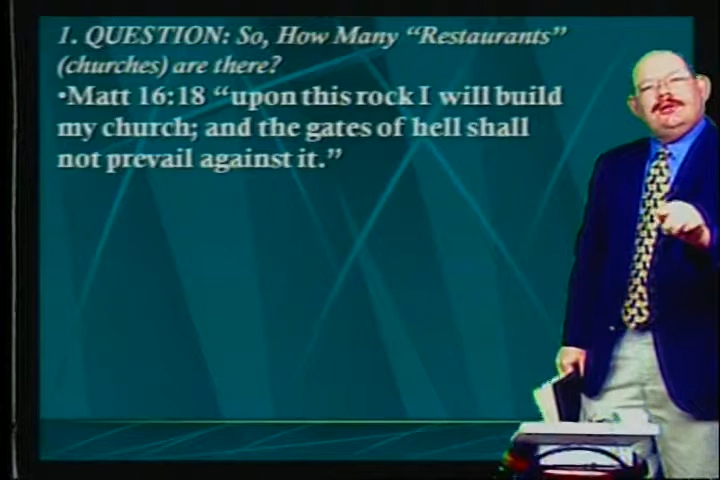 1. QUESTION: So, How Many “Restaurants”
(churches) are there?
•Matt 16:18 “upon this rock I will build
my church; and the gates of hell shall
not prevail against it.”